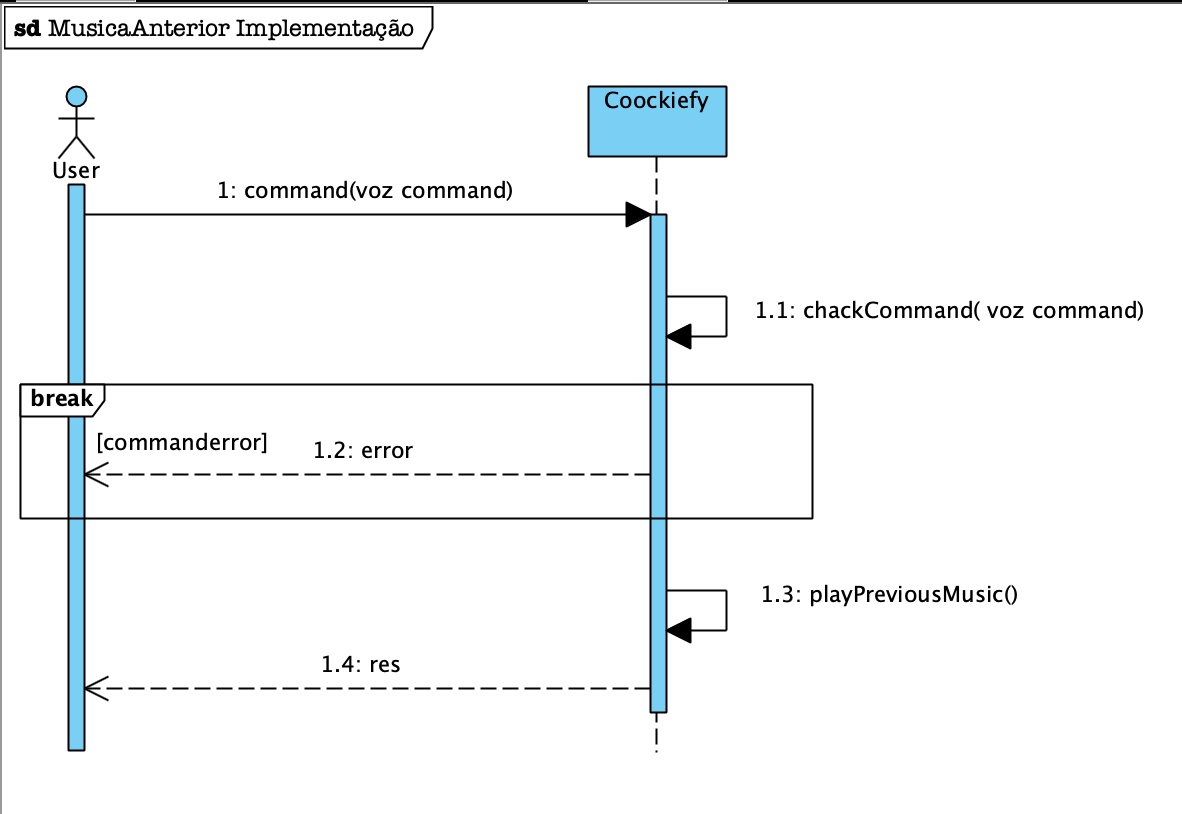 sd MusicaAnterior Implementação
Coockiefy
User
1: command(voz command)
1.1: chackCommand( voz command)
break
[commanderror]
1.2: error
1.3: playPreviousMusic()
1.4: res